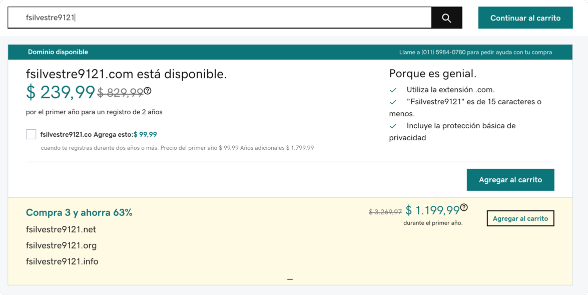 fsilvestre9121
Continuar al carrito
Dominio disponible
Llame a (011) 5984-0780 para pedir ayuda con tu compra
fsilvestre9121.com está disponible.
$ 239,99 $ 829,99
por el primer año para un registro de 2 años
fsilvestre9121.co Agrega esto:$ 99,99
cuando te registras durante dos años o más. Precio del primer año $ 99,99 Años adicionales $ 1.799,99
Porque es genial.
Utiliza la extensión .com.
"Fsilvestre9121" es de 15 caracteres o
menos.
Incluye la protección básica de
privacidad
Agregar al carrito
Compra 3 y ahorra 63%
fsilvestre9121.net
fsilvestre9121.org
fsilvestre9121.info
$ 3.269,97 $ 1.199,99
durante el primer año.
Agregar al carrito